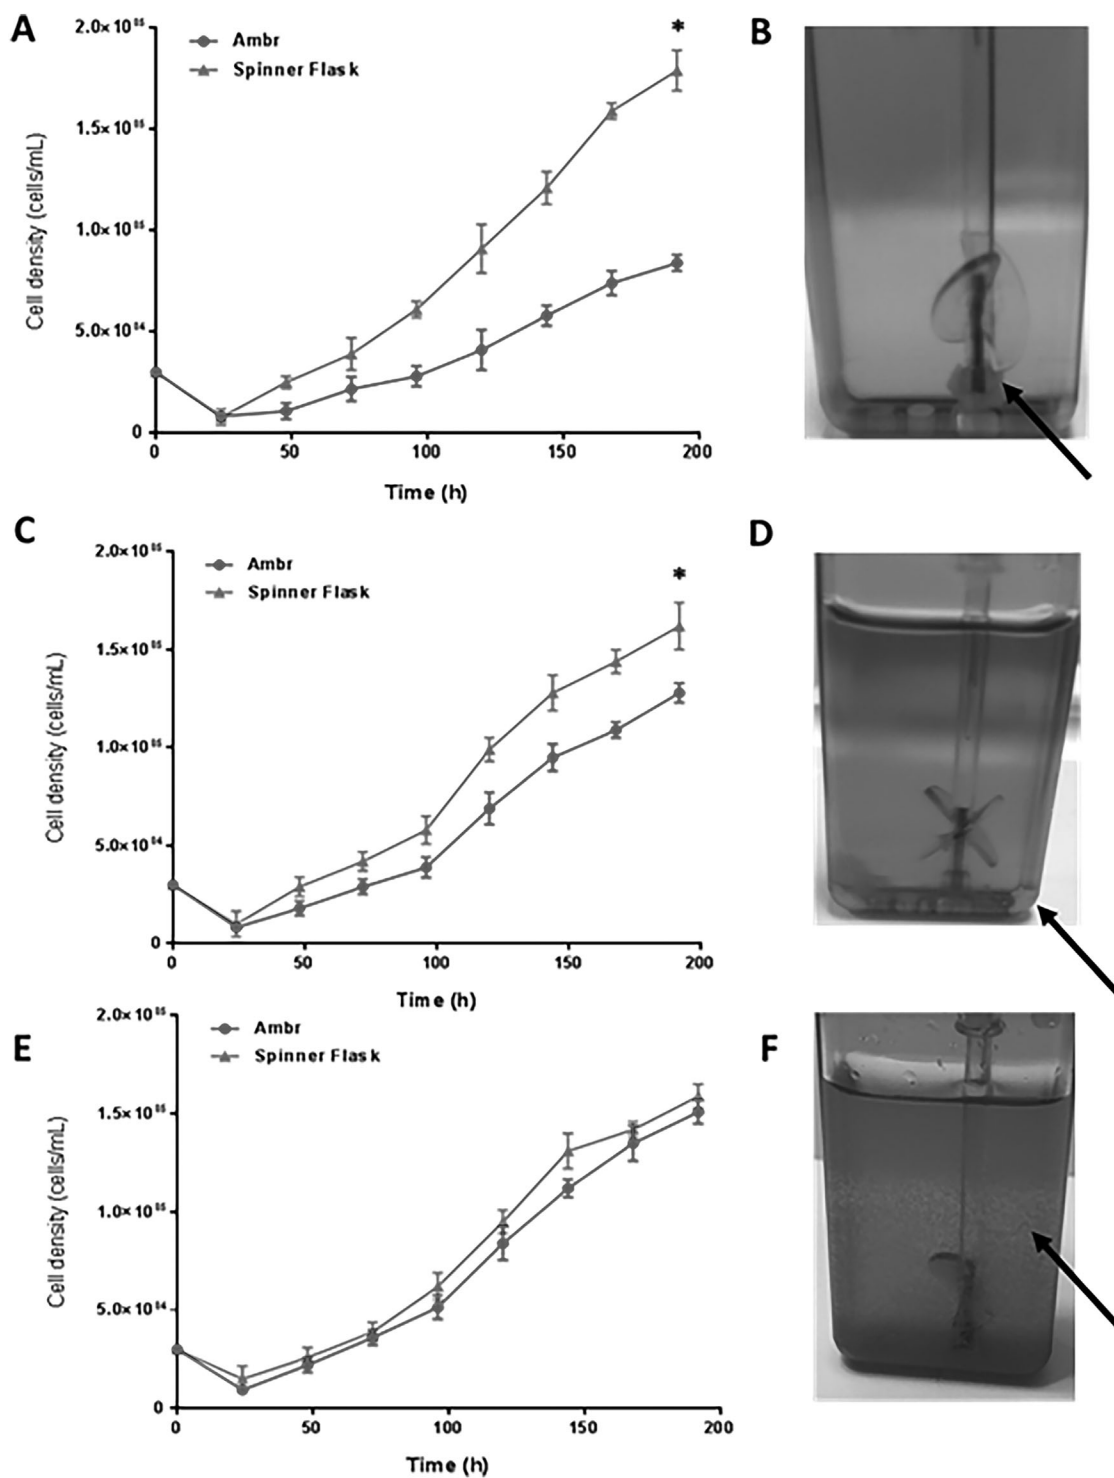 A
B
2.0×10^05
*
Ambr
Spinner Flask
1.5×10^05
1.0×10^05
5.0×10^04
0
Cell density (cells/mL)
0 50 100 150 200
Time (h)
C
D
2.0×10^05
*
Ambr
Spinner Flask
1.5×10^05
1.0×10^05
5.0×10^04
0
Cell density (cells/mL)
0 50 100 150 200
Time (h)
E
F
2.0×10^05
Ambr
Spinner Flask
1.5×10^05
1.0×10^05
5.0×10^04
0
Cell density (cells/mL)
0 50 100 150 200
Time (h)